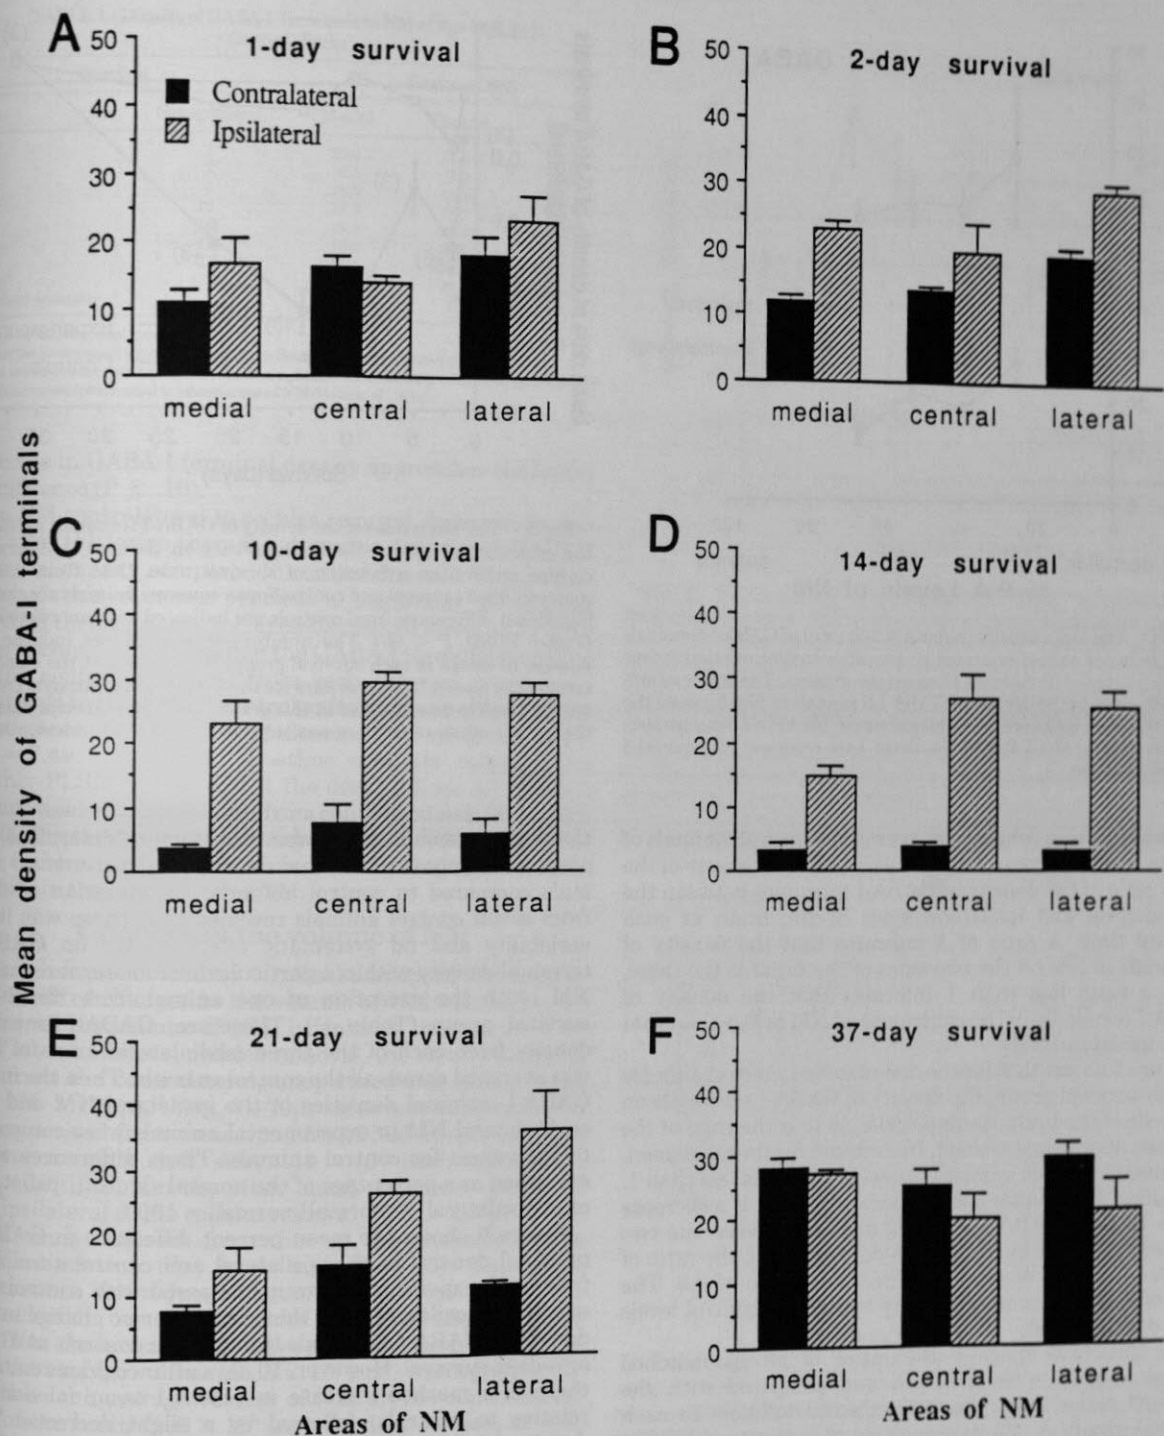 A
1-day survival
50
40
30
20
10
0
Contralateral
Ipsilateral
medial central lateral
B
2-day survival
50
40
30
20
10
0
medial central lateral
Mean density of GABA-I terminals
C
10-day survival
50
40
30
20
10
0
medial central lateral
D
14-day survival
50
40
30
20
10
0
medial central lateral
E
21-day survival
50
40
30
20
10
0
medial central lateral
Areas of NM
F
37-day survival
50
40
30
20
10
0
medial central lateral
Areas of NM